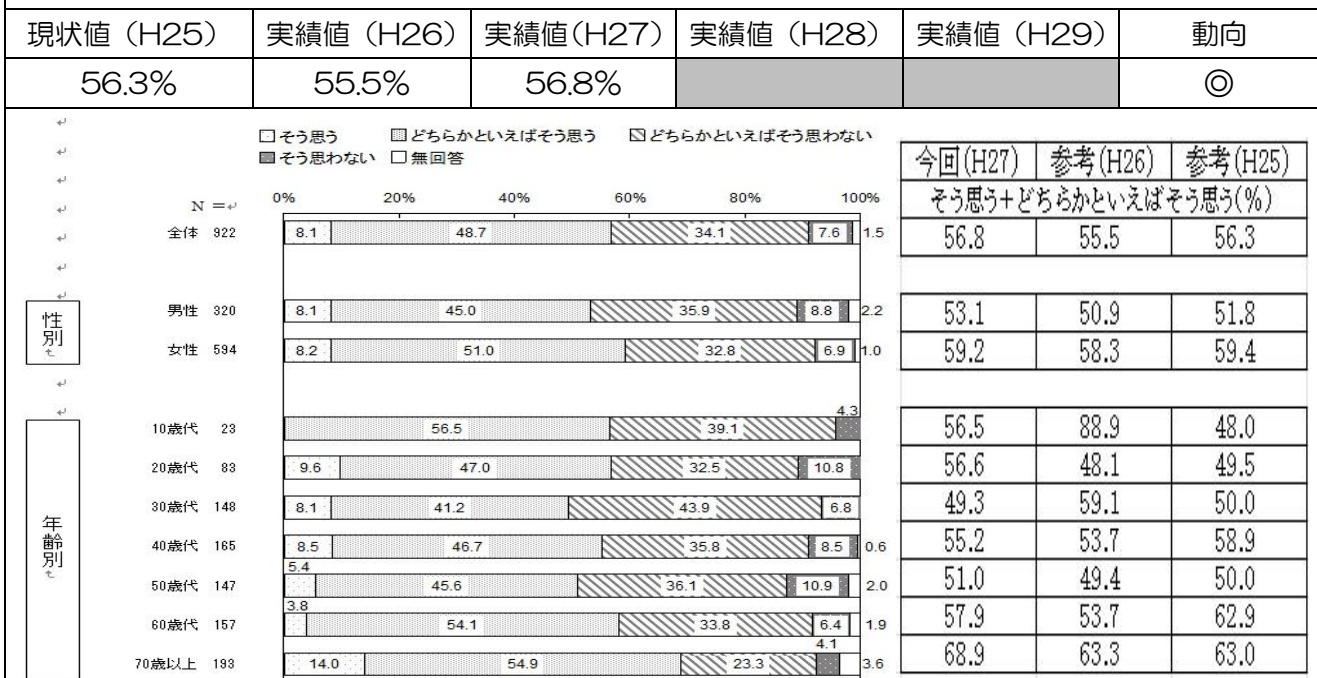 現状値（H25） 実績値（H26） 実績値（H27） 実績値（H28） 実績値（H29） 動向
56.3% 55.5% 56.8% ◎
そう思う どちらかといえばそう思う どちらかといえばそう思わない
そう思わない 無回答
今回(H27) 参考(H26) 参考(H25)
そう思う+どちらかといえばそう思う(%)
N = 0% 20% 40% 60% 80% 100%
全体 922 8.1 48.7 34.1 7.6 1.5 56.8 55.5 56.3
性別
男性 320 8.1 45.0 35.9 8.8 2.2 53.1 50.9 51.8
女性 594 8.2 51.0 32.8 6.9 1.0 59.2 58.3 59.4
年齢別
10歳代 23 56.5 39.1 4.3 56.5 88.9 48.0
20歳代 83 9.6 47.0 32.5 10.8 56.6 48.1 49.5
30歳代 148 8.1 41.2 43.9 6.8 49.3 59.1 50.0
40歳代 165 8.5 46.7 35.8 8.5 0.6 55.2 53.7 58.9
50歳代 147 5.4 45.6 36.1 10.9 2.0 51.0 49.4 50.0
60歳代 157 3.8 54.1 33.8 6.4 1.9 57.9 53.7 62.9
70歳以上 193 14.0 54.9 23.3 4.1 3.6 68.9 63.3 63.0